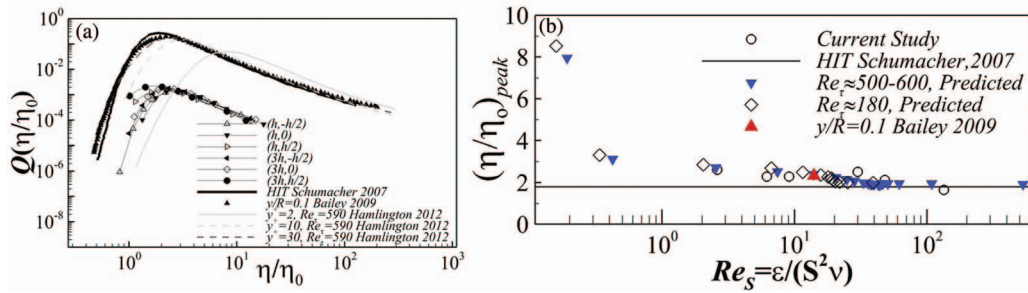 (a)
10^0
10^-2
10^-4
10^-6
10^-8
Q(η/η₀)
(h,-h/2)
(h,0)
(h,h/2)
(3h,-h/2)
(3h,0)
(3h,h/2)
HIT Schumacher 2007
y/R=0.1 Bailey 2009
y⁺=2, Reτ=590 Hamlington 2012
y⁺=10, Reτ=590 Hamlington 2012
y⁺=30, Reτ=590 Hamlington 2012
10^0 10^1 10^2 10^3
η/η₀
(b)
10
8
6
4
2
0
(η/η₀)peak
Current Study
HIT Schumacher,2007
Reτ≈500-600, Predicted
Reτ≈180, Predicted
y/R=0.1 Bailey 2009
10^0 10^1 10^2
Re_S=ε/(S²ν)